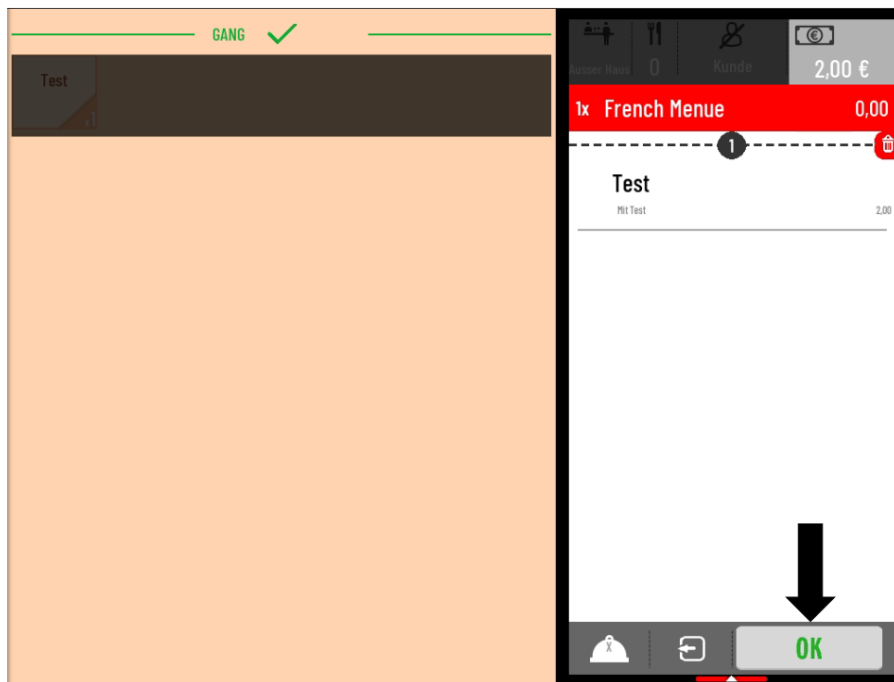 GANG
Test
x1
Ausser Haus
0
Kunde
2,00 €
1x French Menue 0,00
1
Test
Mit Test 2,00
X
OK